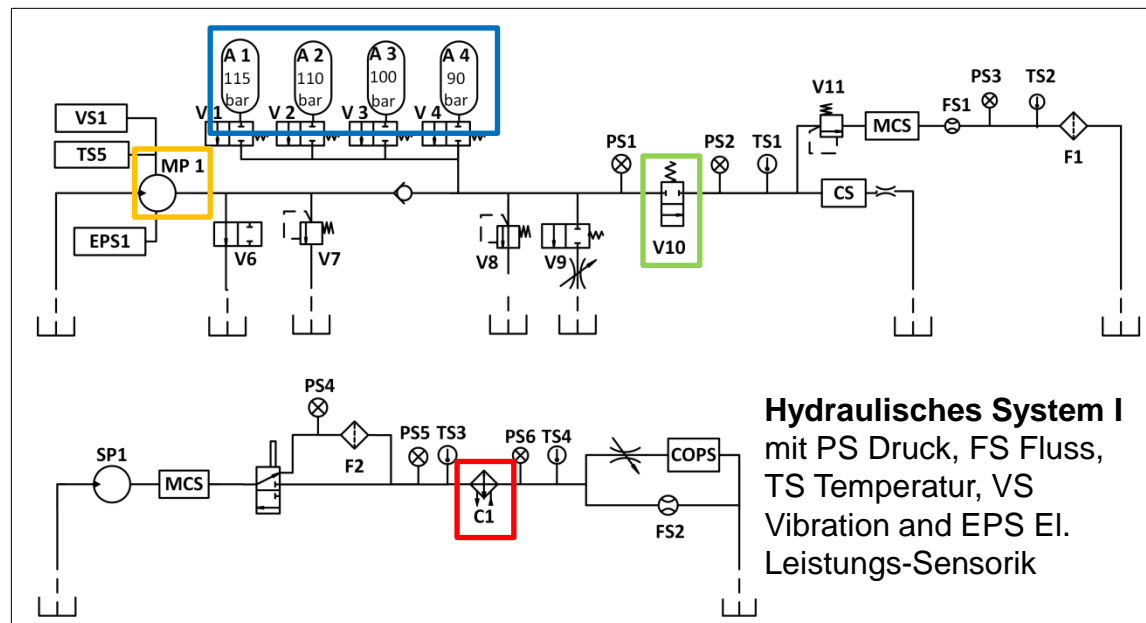 A 1 A 2 A 3 A 4
115 110 100 90
bar bar bar bar
V 1 V 2 V 3 V 4
VS1
TS5
MP 1
EPS1
V6
V7
V8
V9
PS1
V10
PS2
TS1
V11
MCS
FS1
PS3
TS2
F1
CS
SP1
MCS
PS4
F2
PS5
TS3
C1
PS6
TS4
COPS
FS2
Hydraulisches System I
mit PS Druck, FS Fluss,
TS Temperatur, VS
Vibration and EPS El.
Leistungs-Sensorik